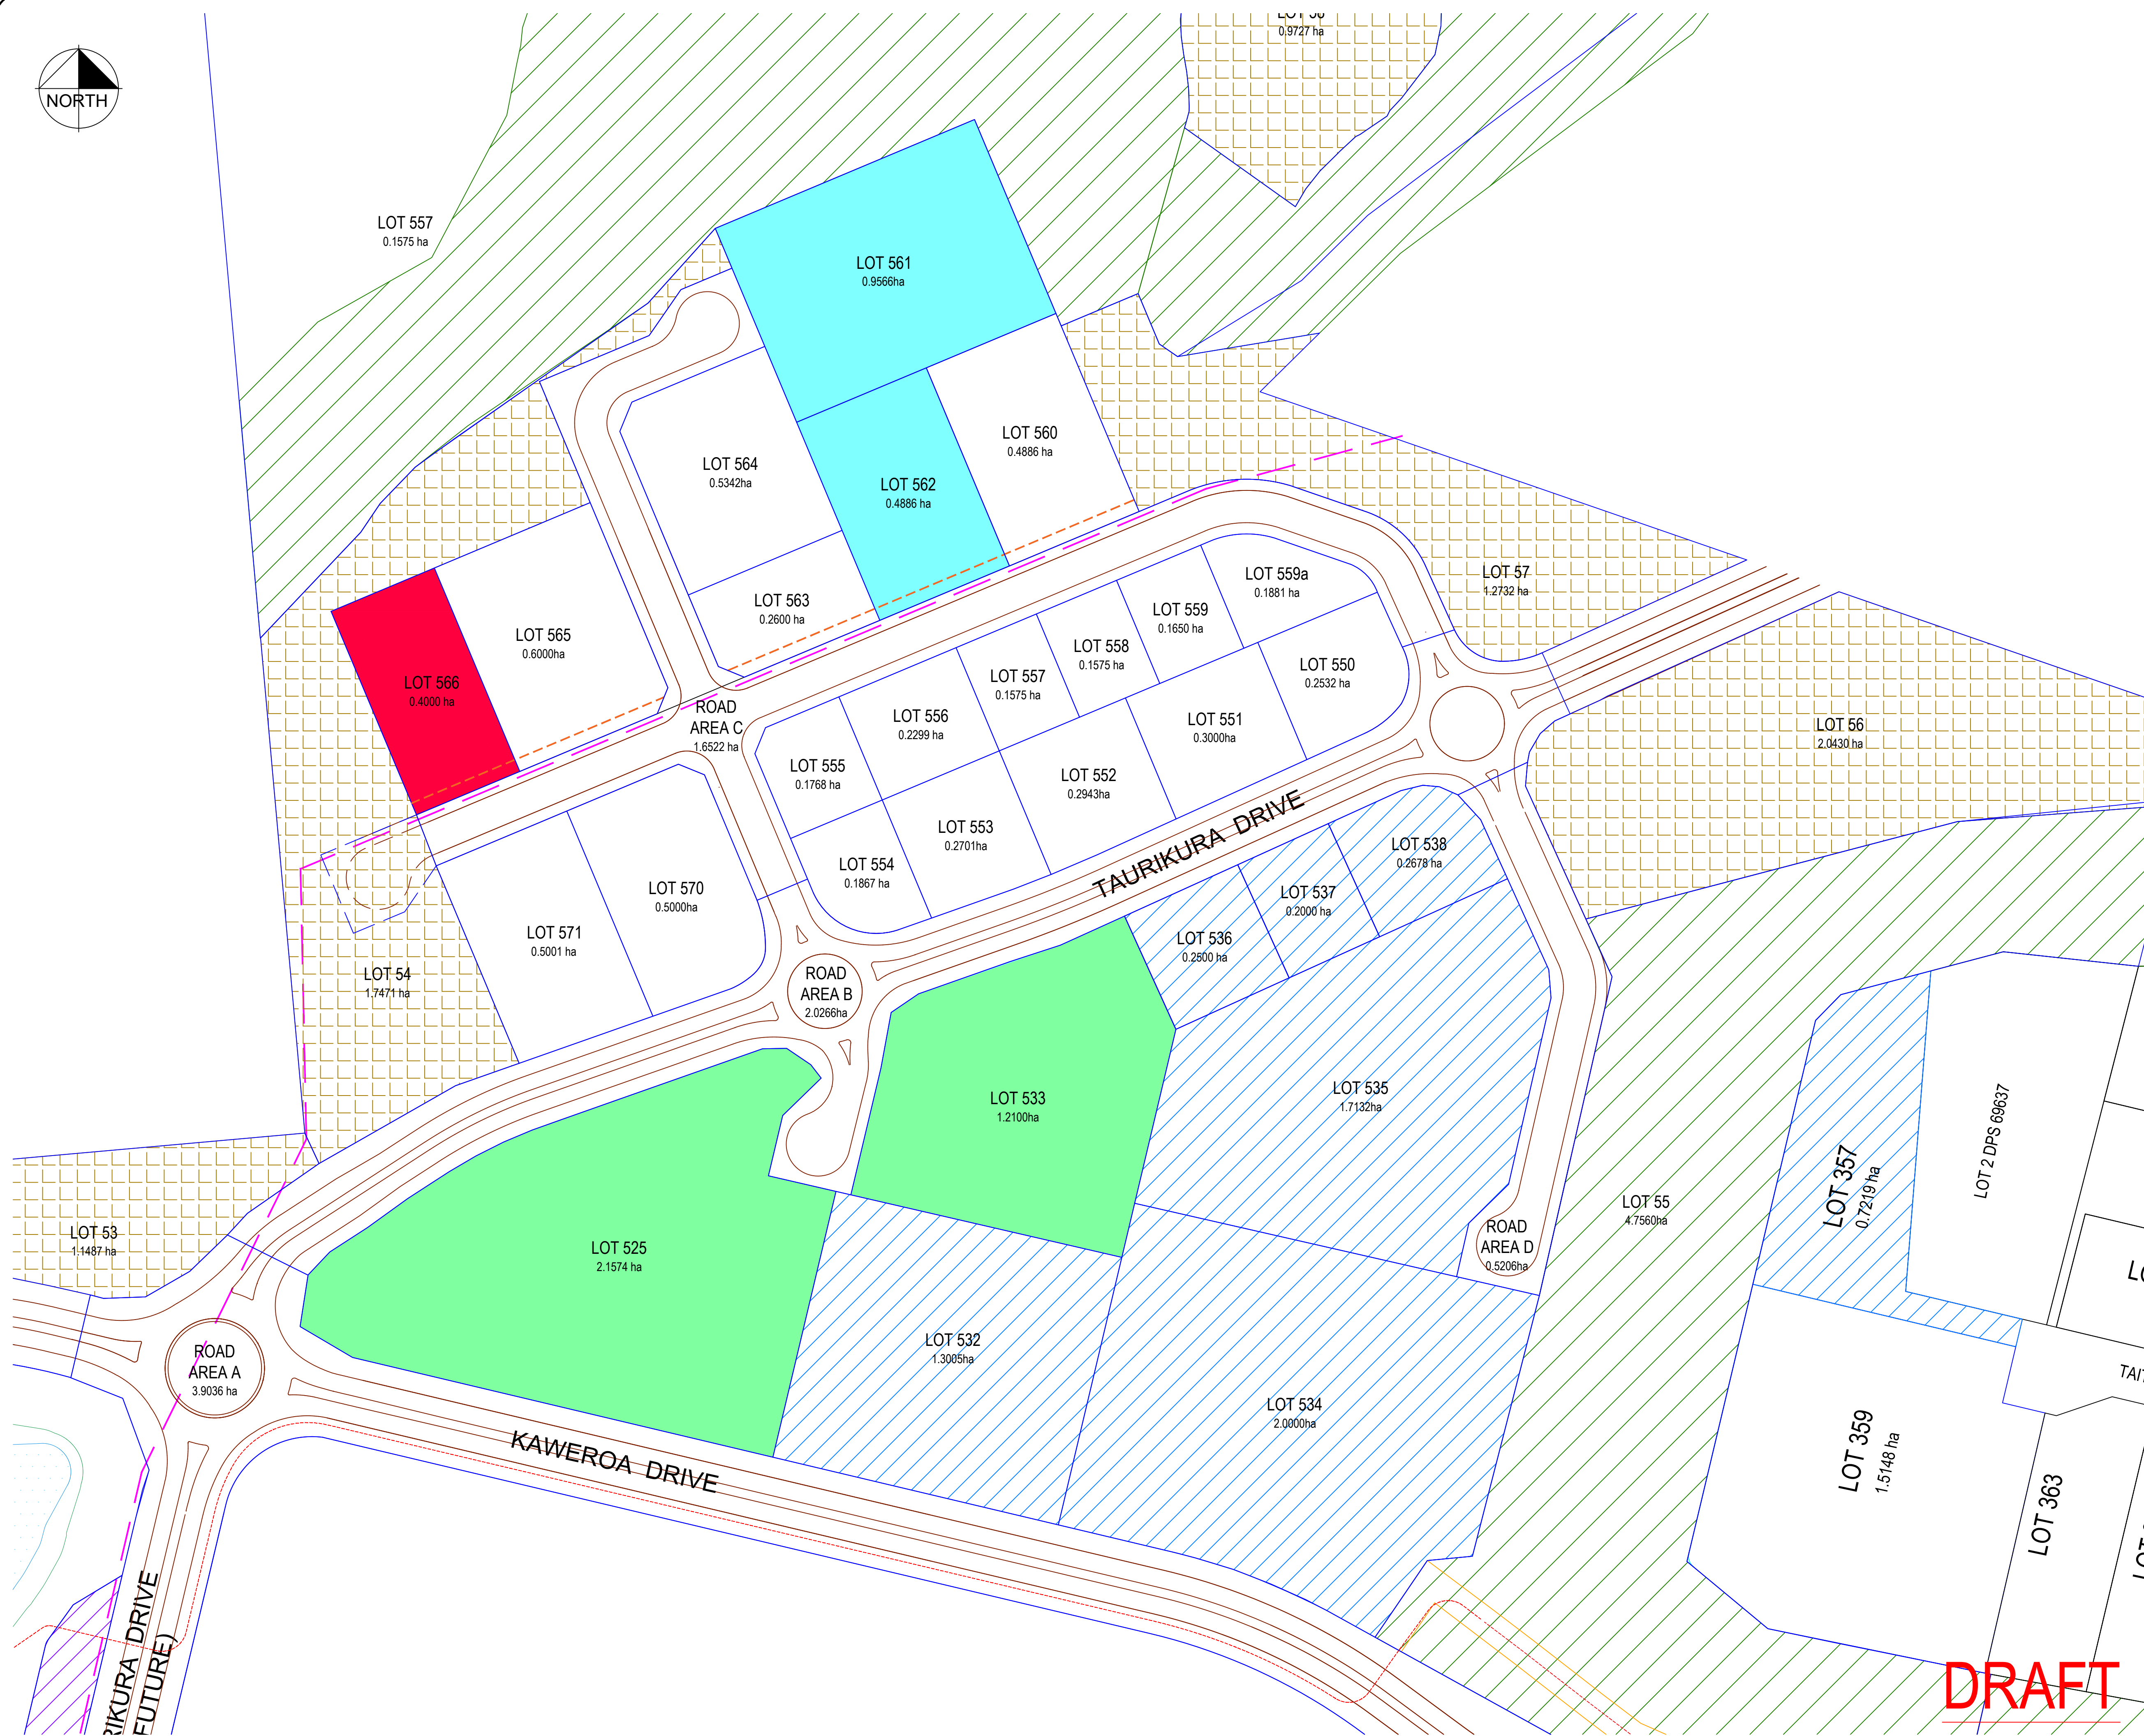 LOT 56
0.9727 ha
NORTH
LOT 557
0.1575 ha
LOT 561
0.9566ha
LOT 560
0.4886 ha
LOT 564
0.5342ha
LOT 562
0.4886 ha
LOT 559a
0.1881 ha
LOT 57
1.2732 ha
LOT 563
0.2600 ha
LOT 559
0.1650 ha
LOT 565
0.6000ha
LOT 558
0.1575 ha
LOT 550
0.2532 ha
LOT 566
0.4000 ha
LOT 557
0.1575 ha
ROAD
AREA C
1.6522 ha
LOT 556
0.2299 ha
LOT 551
0.3000ha
LOT 56
2.0430 ha
LOT 555
0.1768 ha
LOT 552
0.2943ha
LOT 553
0.2701ha
TAURIKURA DRIVE
LOT 538
0.2678 ha
LOT 554
0.1867 ha
LOT 570
0.5000ha
LOT 537
0.2000 ha
LOT 571
0.5001 ha
LOT 536
0.2500 ha
LOT 54
1.7471 ha
ROAD
AREA B
2.0266ha
LOT 533
1.2100ha
LOT 535
1.7132ha
LOT 2 DPS 69637
LOT 357
0.7219 ha
LOT 55
4.7560ha
LOT 53
1.1487 ha
LOT 525
2.1574 ha
ROAD
AREA D
0.5206ha
LOT 532
1.3005ha
ROAD
AREA A
3.9036 ha
LOT 534
2.0000ha
LOT 359
1.5148 ha
KAWEROA DRIVE
LOT 363
RIKURA DRIVE
FUTURE)
DRAFT